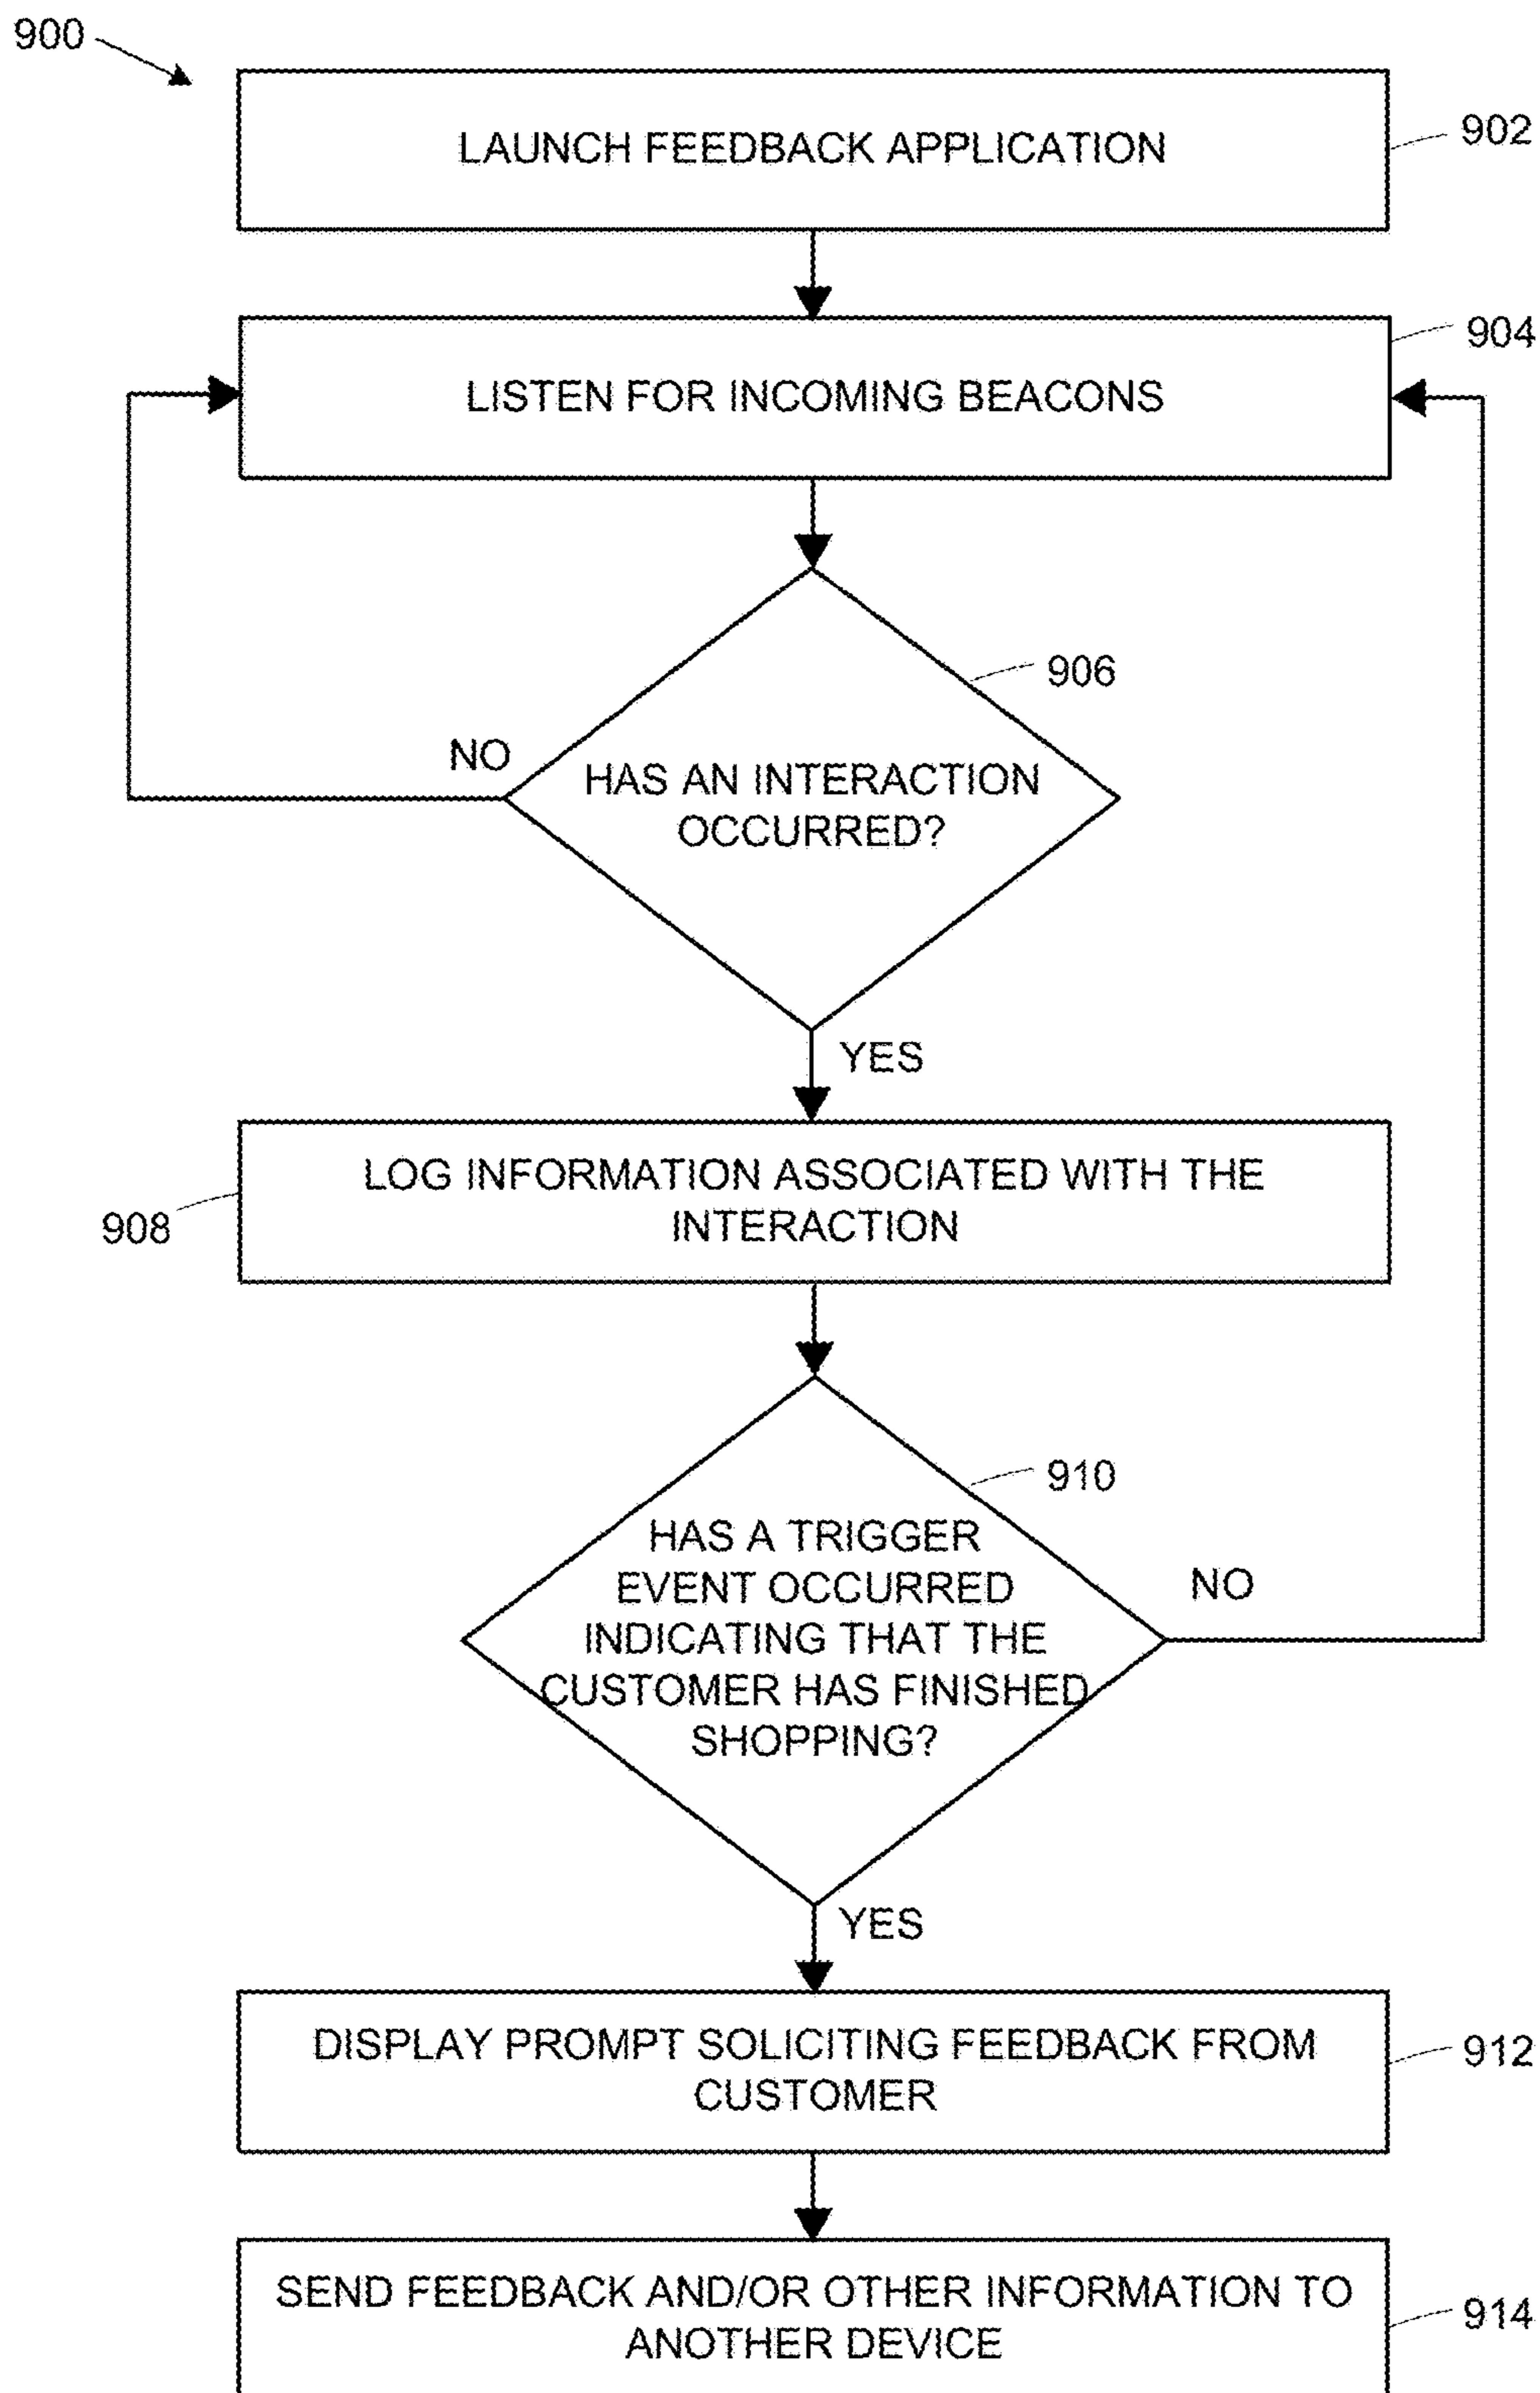 900
LAUNCH FEEDBACK APPLICATION
902
LISTEN FOR INCOMING BEACONS
904
906
HAS AN INTERACTION
OCCURRED?
NO
YES
LOG INFORMATION ASSOCIATED WITH THE
INTERACTION
908
910
HAS A TRIGGER
EVENT OCCURRED
INDICATING THAT THE
CUSTOMER HAS FINISHED
SHOPPING?
NO
YES
DISPLAY PROMPT SOLICITING FEEDBACK FROM
CUSTOMER
912
SEND FEEDBACK AND/OR OTHER INFORMATION TO
ANOTHER DEVICE
914